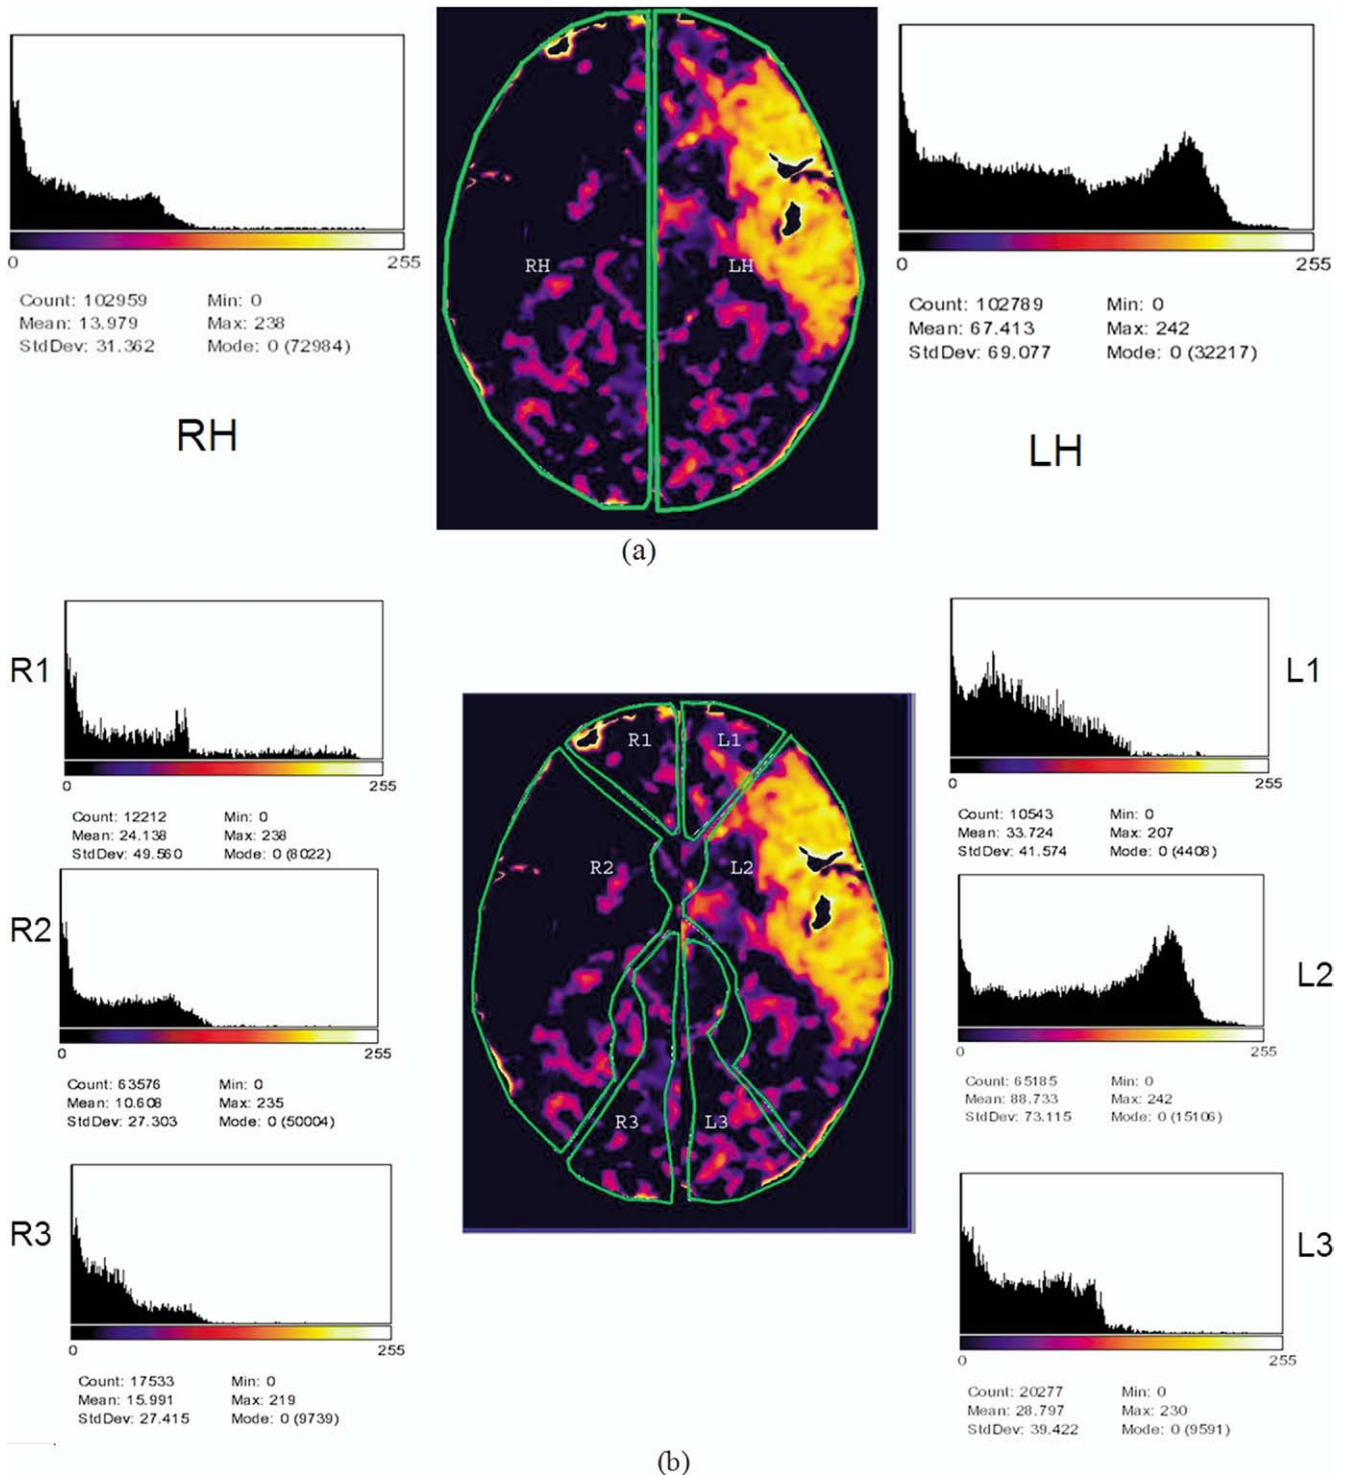 0 255
Count: 102959 Min: 0
Mean: 13.979 Max: 238
StdDev: 31.362 Mode: 0 (72984)
RH
RH LH
0 255
Count: 102789 Min: 0
Mean: 67.413 Max: 242
StdDev: 69.077 Mode: 0 (32217)
LH
(a)
R1
0 255
Count: 12212 Min: 0
Mean: 24.138 Max: 238
StdDev: 49.560 Mode: 0 (8022)
R2
0 255
Count: 63576 Min: 0
Mean: 10.608 Max: 235
StdDev: 27.303 Mode: 0 (50004)
R3
0 255
Count: 17533 Min: 0
Mean: 15.991 Max: 219
StdDev: 27.415 Mode: 0 (9739)
R1 L1
R2 L2
R3 L3
L1
0 255
Count: 10543 Min: 0
Mean: 33.724 Max: 207
StdDev: 41.574 Mode: 0 (4408)
L2
0 255
Count: 65185 Min: 0
Mean: 88.733 Max: 242
StdDev: 73.115 Mode: 0 (15106)
L3
0 255
Count: 20277 Min: 0
Mean: 28.797 Max: 230
StdDev: 39.422 Mode: 0 (9591)
(b)